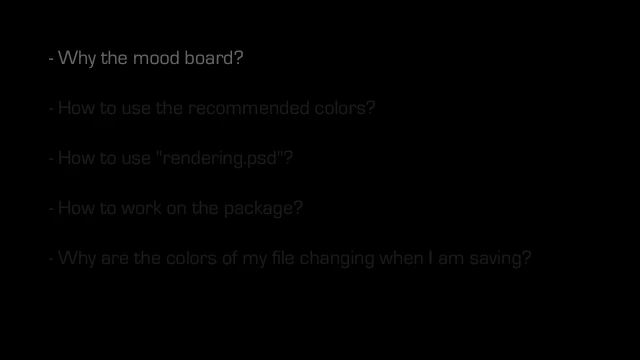 - Why the mood board?
- How to use the recommended colors?
- How to use "rendering.psd"?
- How to work on the package?
- Why are the colors of my file changing when I am saving?